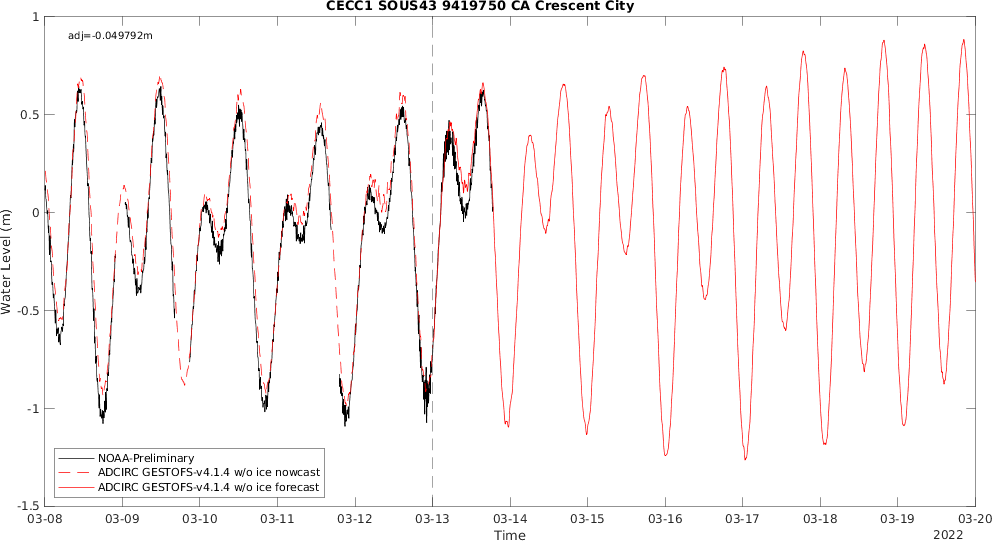 CECC1 SOUS43 9419750 CA Crescent City
adj=-0.049792m
1
0.5
0
-0.5
-1
-1.5
Water Level (m)
NOAA-Preliminary
ADCIRC GESTOFS-v4.1.4 w/o ice nowcast
ADCIRC GESTOFS-v4.1.4 w/o ice forecast
03-08 03-09 03-10 03-11 03-12 03-13 03-14 03-15 03-16 03-17 03-18 03-19 03-20
Time
2022